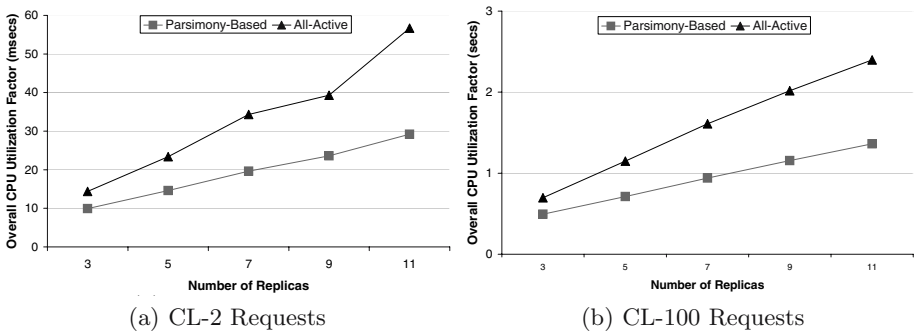 Parsimony-Based All-Active
Overall CPU Utilization Factor (msecs)
60
50
40
30
20
10
0
3 5 7 9 11
Number of Replicas
(a) CL-2 Requests
Parsimony-Based All-Active
Overall CPU Utilization Factor (secs)
3
2
1
0
3 5 7 9 11
Number of Replicas
(b) CL-100 Requests